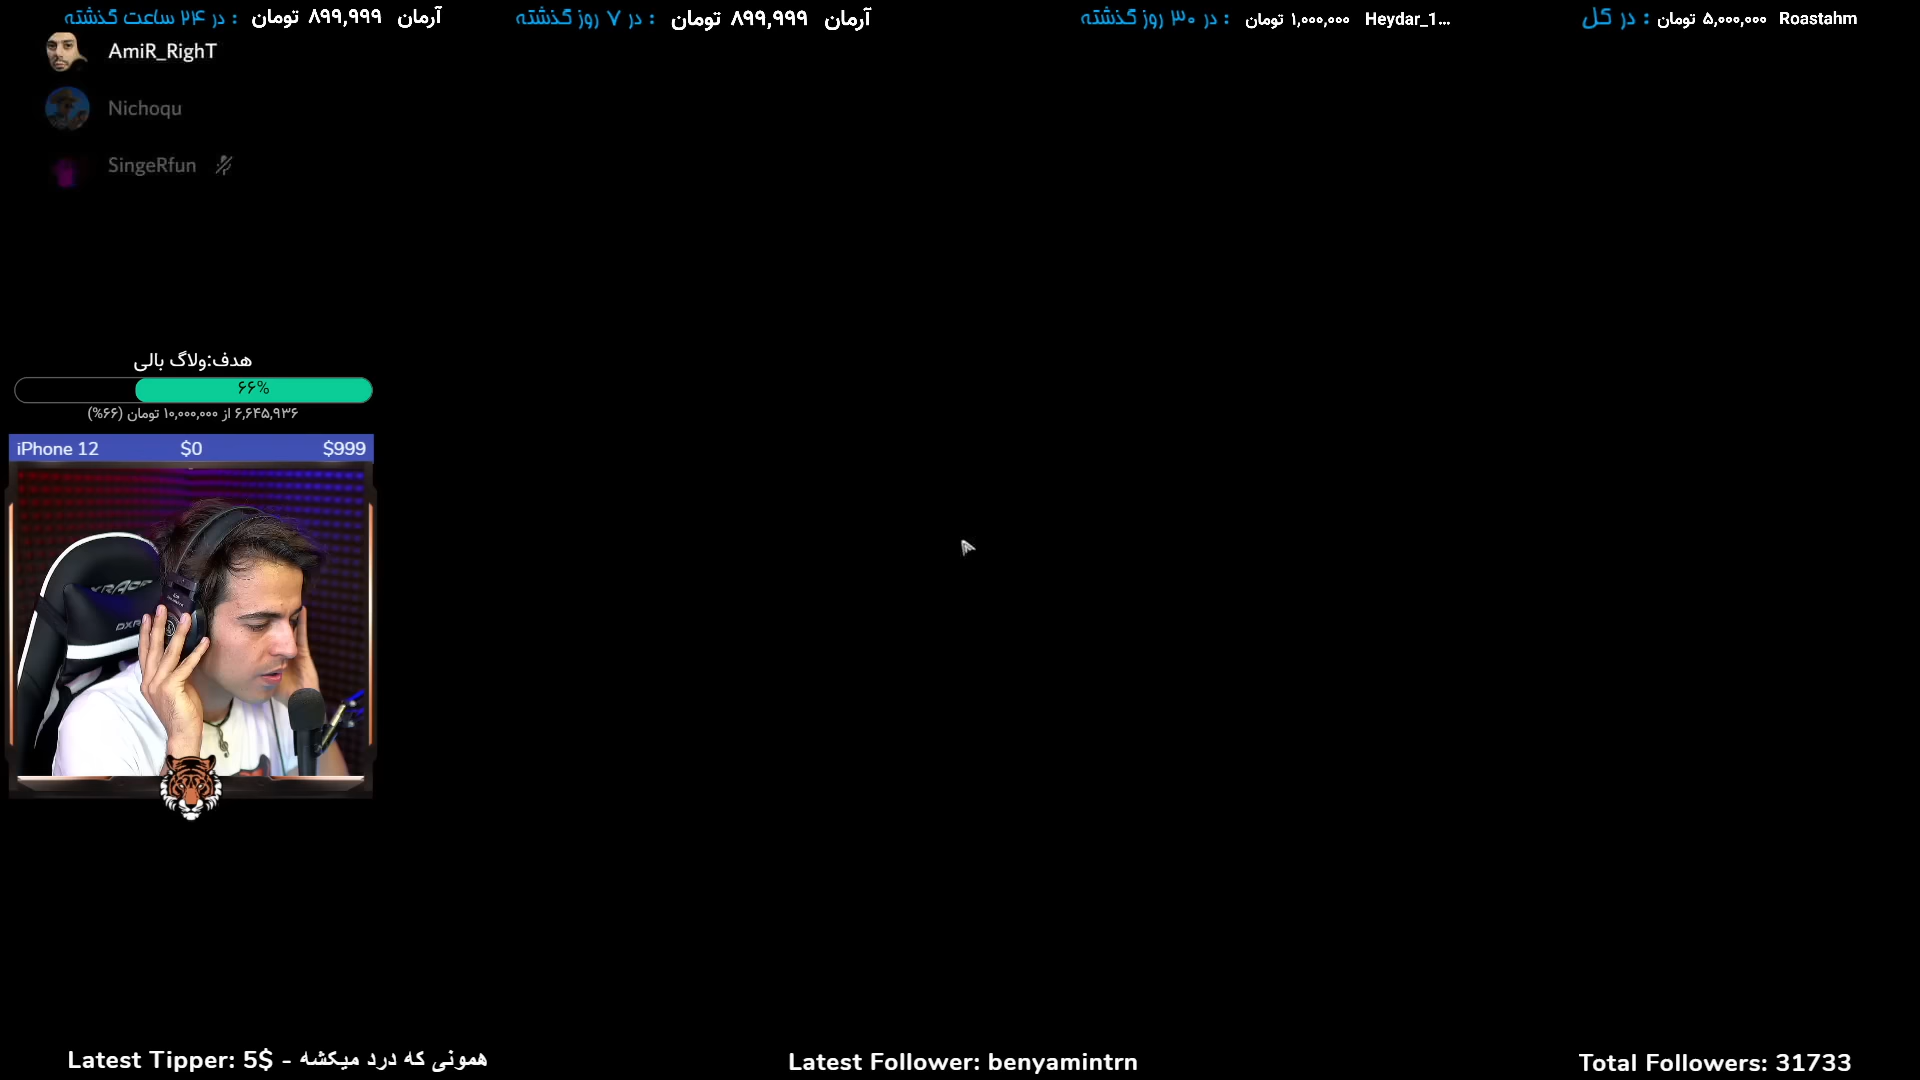 در ۲۴ ساعت گذشته : ۸۹۹,۹۹۹ تومان آرمان
در ۷ روز گذشته : ۸۹۹,۹۹۹ تومان آرمان
در ۳۰ روز گذشته : ۱,۰۰۰,۰۰۰ تومان Heydar_1...
در کل : ۵,۰۰۰,۰۰۰ تومان Roastahm
AmiR_RighT
Nichoqu
SingeRfun
هدف:ولاگ بالی
۶۶%
۶,۶۴۵,۹۳۶ از ۱۰,۰۰۰,۰۰۰ تومان (۶۶%)
iPhone 12 $0 $999
Latest Tipper: 5$ - همونی که درد میکشه
Latest Follower: benyamintrn
Total Followers: 31733